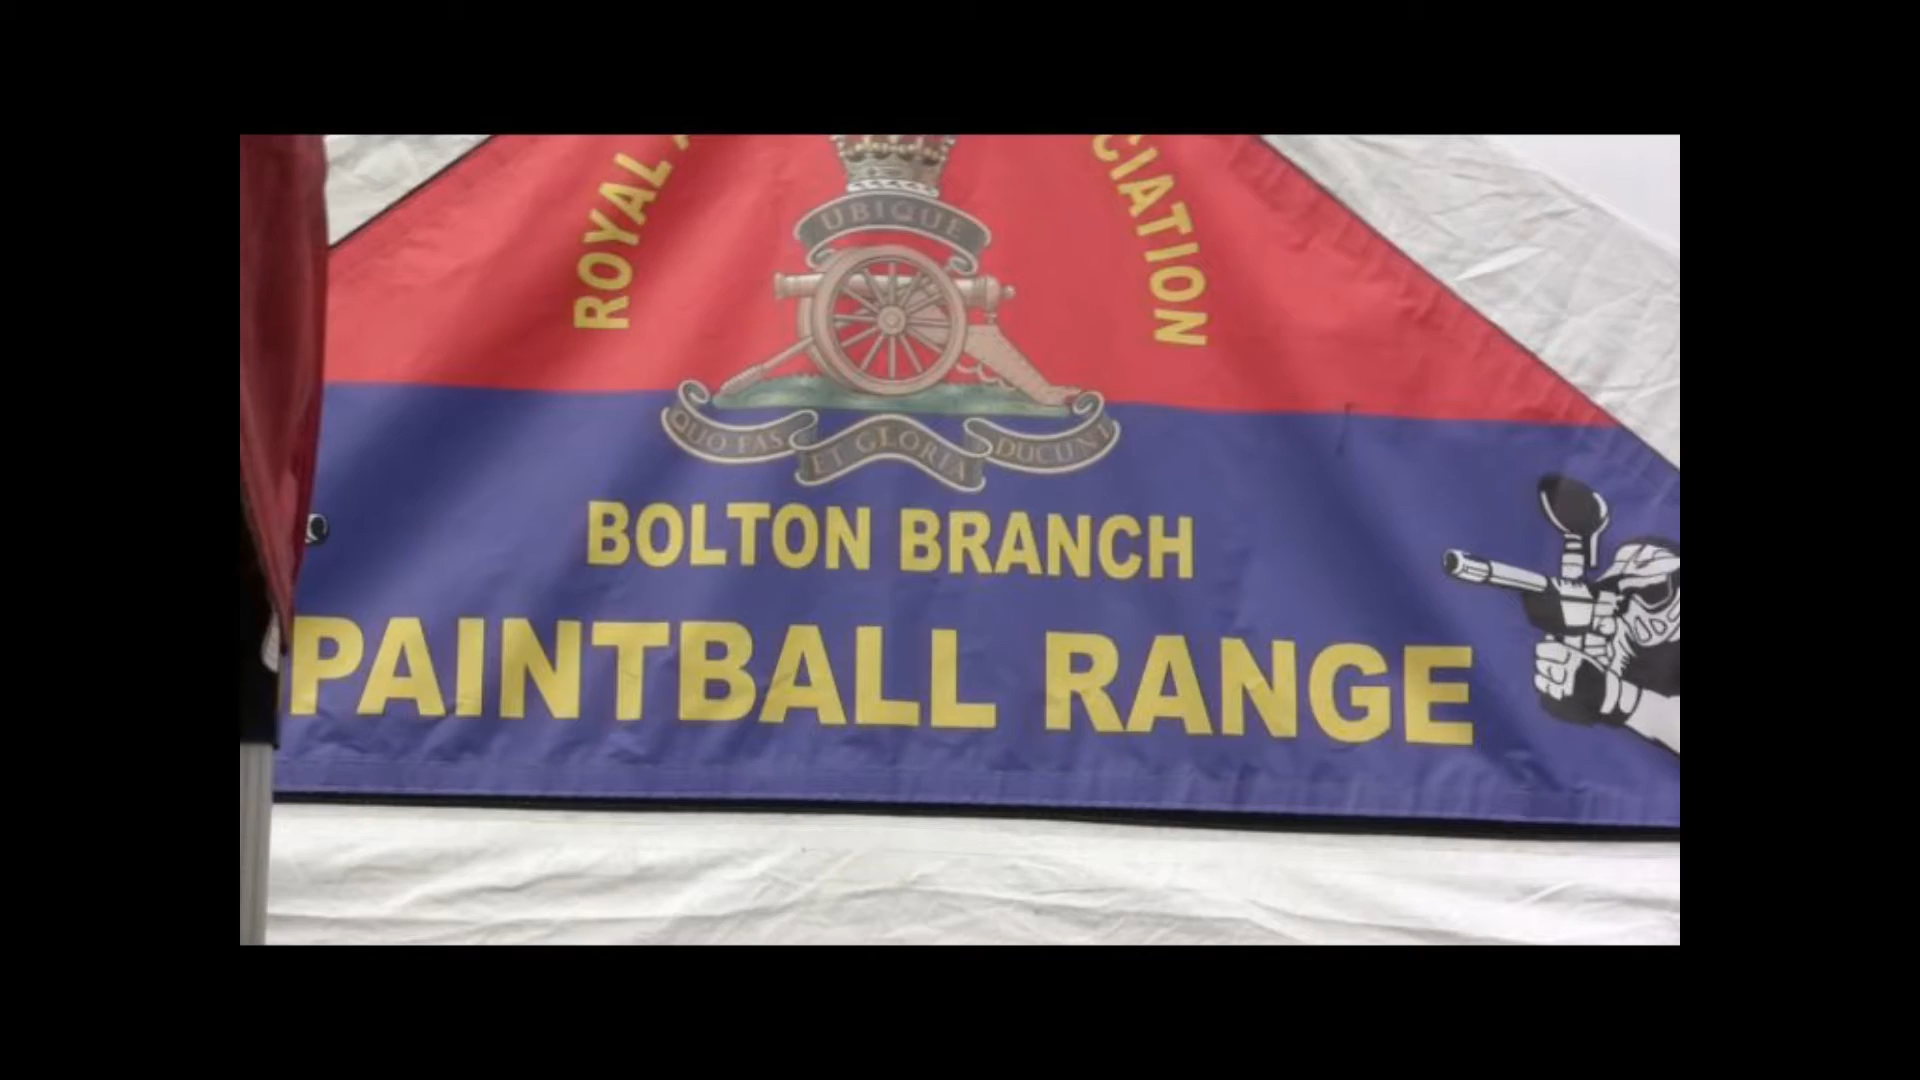 ROYAL
CIATION
UBIQUE
QUO FAS ET GLORIA DUCUNT
BOLTON BRANCH
PAINTBALL RANGE